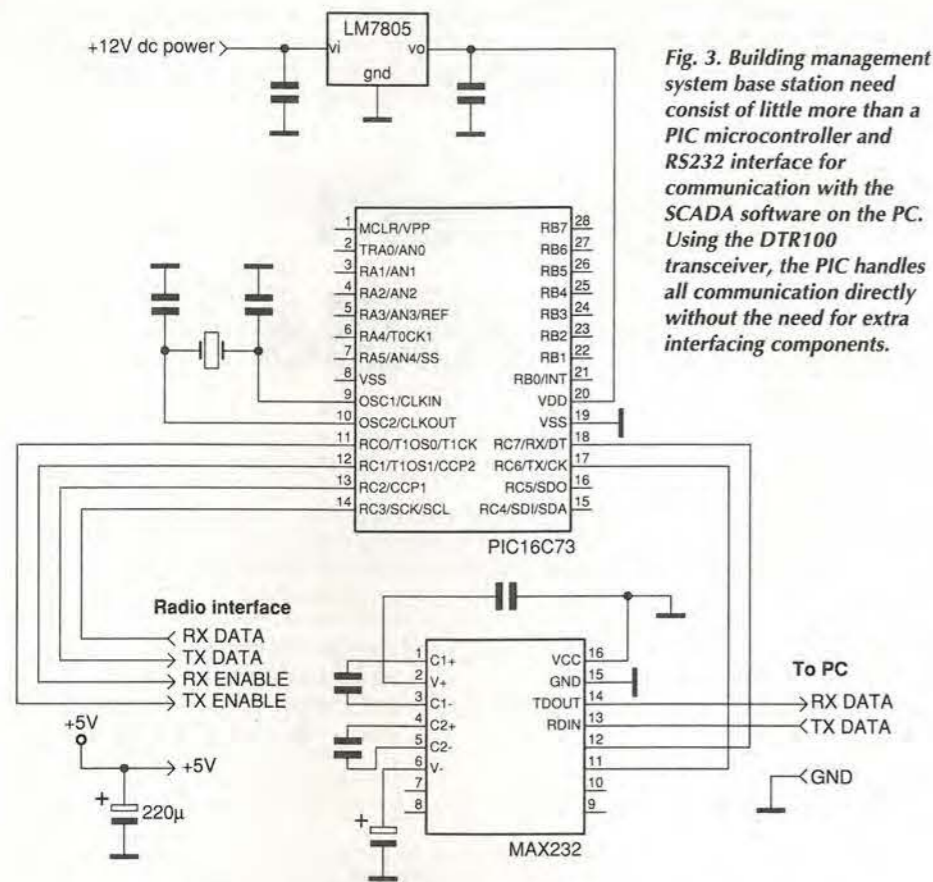 LM7805
+12V dc power
vi
vo
gnd
Fig. 3. Building management
system base station need
consist of little more than a
PIC microcontroller and
RS232 interface for
communication with the
SCADA software on the PC.
Using the DTR100
transceiver, the PIC handles
all communication directly
without the need for extra
interfacing components.
1 MCLR/VPP RB7 28
2 TRA0/AN0 RB6 27
3 RA1/AN1 RB5 26
4 RA2/AN2 RB4 25
5 RA3/AN3/REF RB3 24
6 RA4/T0CK1 RB2 23
7 RA5/AN4/SS RB1 22
8 VSS RB0/INT 21
9 OSC1/CLKIN VDD 20
10 OSC2/CLKOUT VSS 19
11 RCO/T1OS0/T1CK RC7/RX/DT 18
12 RC1/T1OS1/CCP2 RC6/TX/CK 17
13 RC2/CCP1 RC5/SDO 16
14 RC3/SCK/SCL RC4/SDI/SDA 15
PIC16C73
Radio interface
RX DATA
TX DATA
RX ENABLE
TX ENABLE
+5V
+5V
+
220μ
1 C1+ VCC 16
2 V+ GND 15
3 C1- TDOUT 14
4 C2+ RDIN 13
5 C2- 12
6 V- 11
7 10
8 9
+
MAX232
To PC
RX DATA
TX DATA
GND